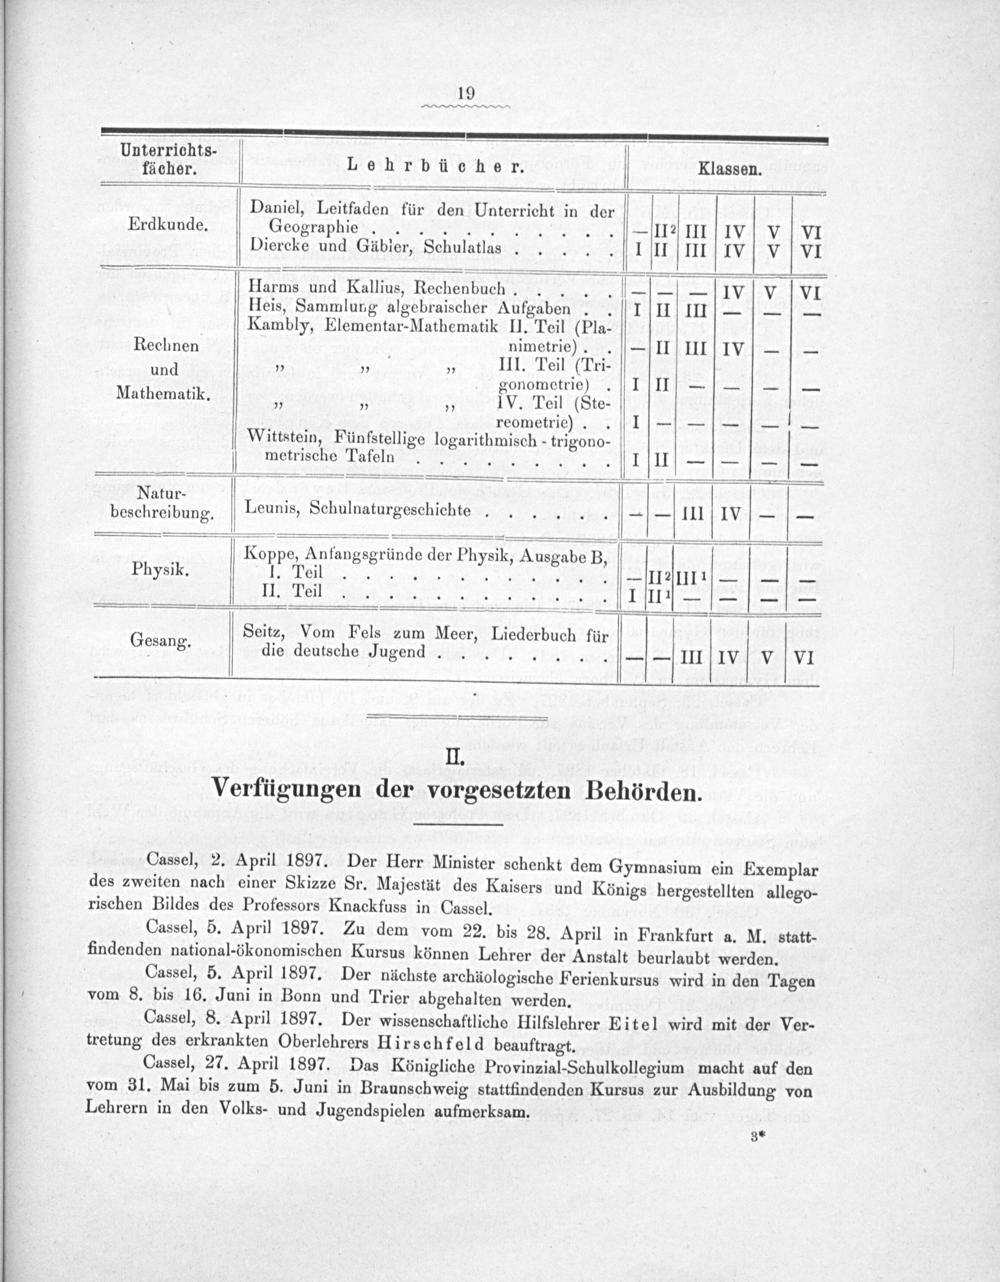 19
Unterrichts-
fächer.
Lehrbücher.
Klassen.
Erdkunde.
Daniel, Leitfaden für den Unterricht in der
Geographie . . . . . . . . . . . — II² III IV V VI
Diercke und Gäbler, Schulatlas . . . . . I II III IV V VI
Rechnen
und
Mathematik.
Harms und Kallius, Rechenbuch . . . . . — — — IV V VI
Heis, Sammlung algebraischer Aufgaben . . I II III — — —
Kambly, Elementar-Mathematik II. Teil (Pla-
nimetrie) . . — II III IV — —
„ „ „ III. Teil (Tri-
gonometrie) . I II — — — —
„ „ „ IV. Teil (Ste-
reometrie) . . I — — — — —
Wittstein, Fünfstellige logarithmisch-trigono-
metrische Tafeln . . . . . . . . . I II — — — —
Natur-
beschreibung.
Leunis, Schulnaturgeschichte . . . . . . — — III IV — —
Physik.
Koppe, Anfangsgründe der Physik, Ausgabe B,
I. Teil . . . . . . . . . . . . — II² III¹ — — —
II. Teil . . . . . . . . . . . . I II¹ — — — —
Gesang.
Seitz, Vom Fels zum Meer, Liederbuch für
die deutsche Jugend . . . . . . . . — — III IV V VI
II.
Verfügungen der vorgesetzten Behörden.
Cassel, 2. April 1897. Der Herr Minister schenkt dem Gymnasium ein Exemplar
des zweiten nach einer Skizze Sr. Majestät des Kaisers und Königs hergestellten allego-
rischen Bildes des Professors Knackfuss in Cassel.
Cassel, 5. April 1897. Zu dem vom 22. bis 28. April in Frankfurt a. M. statt-
findenden national-ökonomischen Kursus können Lehrer der Anstalt beurlaubt werden.
Cassel, 5. April 1897. Der nächste archäologische Ferienkursus wird in den Tagen
vom 8. bis 16. Juni in Bonn und Trier abgehalten werden.
Cassel, 8. April 1897. Der wissenschaftliche Hilfslehrer Eitel wird mit der Ver-
tretung des erkrankten Oberlehrers Hirschfeld beauftragt.
Cassel, 27. April 1897. Das Königliche Provinzial-Schulkollegium macht auf den
vom 31. Mai bis zum 5. Juni in Braunschweig stattfindenden Kursus zur Ausbildung von
Lehrern in den Volks- und Jugendspielen aufmerksam.
3*